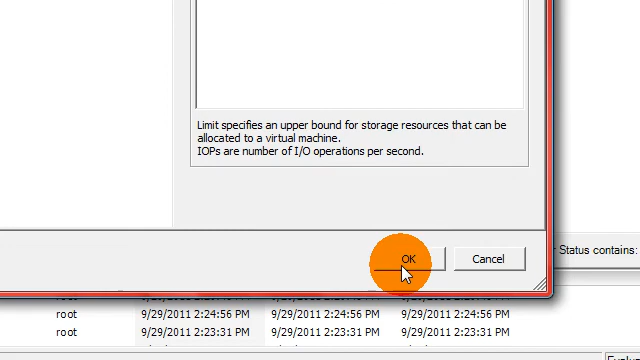 Limit specifies an upper bound for storage resources that can be
allocated to a virtual machine.
IOPs are number of I/O operations per second.
Status contains:
OK
Cancel
root 9/29/2011 2:24:56 PM 9/29/2011 2:24:56 PM 9/29/2011 2:24:56 PM
root 9/29/2011 2:23:31 PM 9/29/2011 2:23:31 PM 9/29/2011 2:23:31 PM